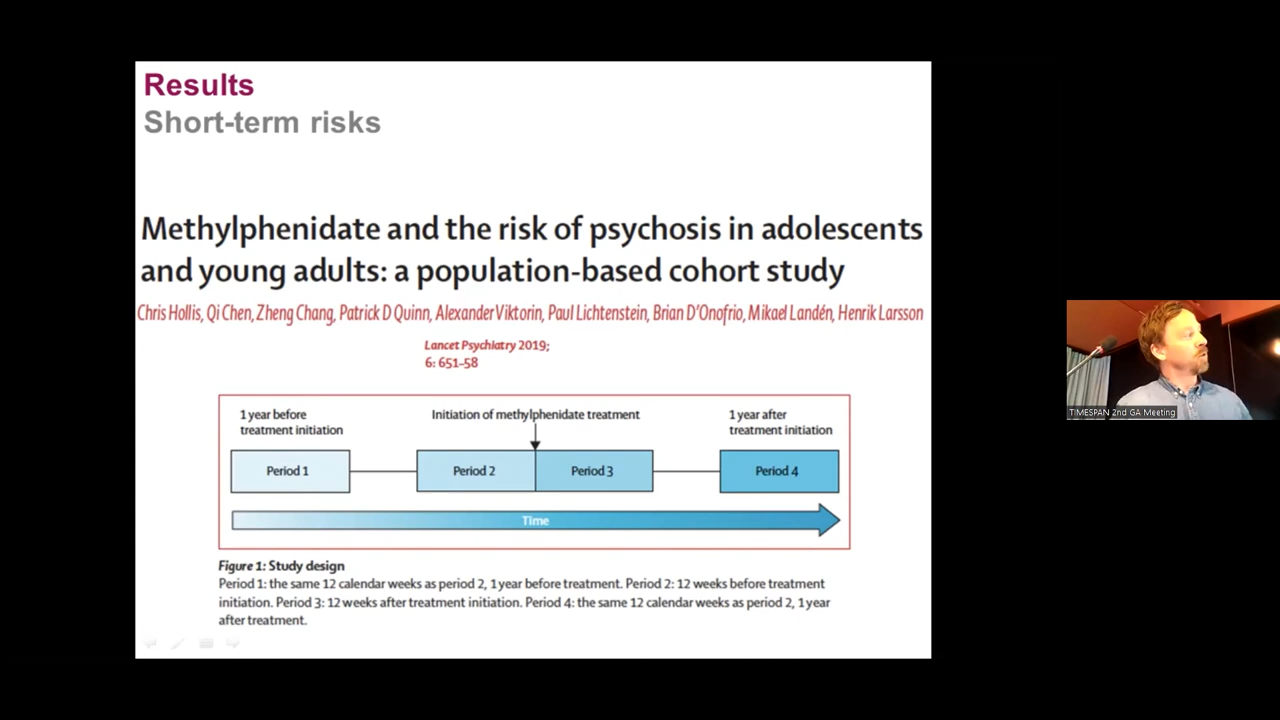 Results
Short-term risks
Methylphenidate and the risk of psychosis in adolescents
and young adults: a population-based cohort study
Chris Hollis, Qi Chen, Zheng Chang, Patrick D Quinn, Alexander Viktorin, Paul Lichtenstein, Brian D'Onofrio, Mikael Landén, Henrik Larsson
Lancet Psychiatry 2019;
6: 651–58
1 year before
treatment initiation
Initiation of methylphenidate treatment
1 year after
treatment initiation
Period 1
Period 2
Period 3
Period 4
Time
Figure 1: Study design
Period 1: the same 12 calendar weeks as period 2, 1 year before treatment. Period 2: 12 weeks before treatment
initiation. Period 3: 12 weeks after treatment initiation. Period 4: the same 12 calendar weeks as period 2, 1 year
after treatment.
TIMESPAN 2nd GA Meeting